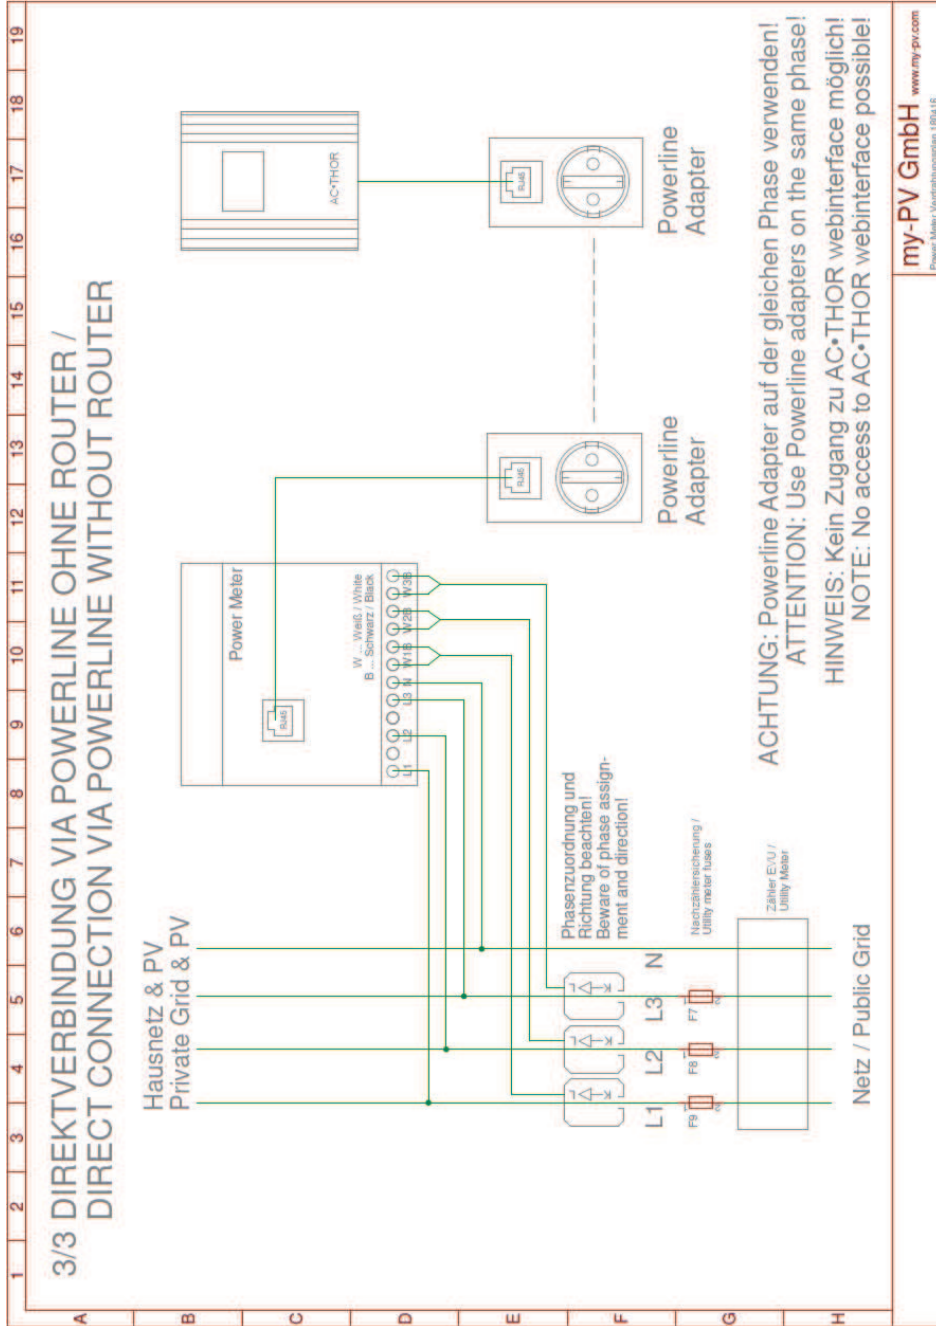 1 2 3 4 5 6 7 8 9 10 11 12 13 14 15 16 17 18 19
A
B
C
D
E
F
G
H
3/3 DIREKTVERBINDUNG VIA POWERLINE OHNE ROUTER /
DIRECT CONNECTION VIA POWERLINE WITHOUT ROUTER
Hausnetz & PV
Private Grid & PV
Power Meter
RJ45
W ... Weiß / White
B ... Schwarz / Black
L1 L2 L3 N W1B W2B W3B
AC•THOR
RJ45
RJ45
Powerline
Adapter
Powerline
Adapter
Phasenzuordnung und
Richtung beachten!
Beware of phase assign-
ment and direction!
L1 L2 L3 N
Nachzählersicherung /
Utility meter fuses
F9 F8 F7
Zähler EVU /
Utility Meter
Netz / Public Grid
ACHTUNG: Powerline Adapter auf der gleichen Phase verwenden!
ATTENTION: Use Powerline adapters on the same phase!
HINWEIS: Kein Zugang zu AC•THOR webinterface möglich!
NOTE: No access to AC•THOR webinterface possible!
my-PV GmbH www.my-pv.com
Power Meter Verdrahtungsplan 180416